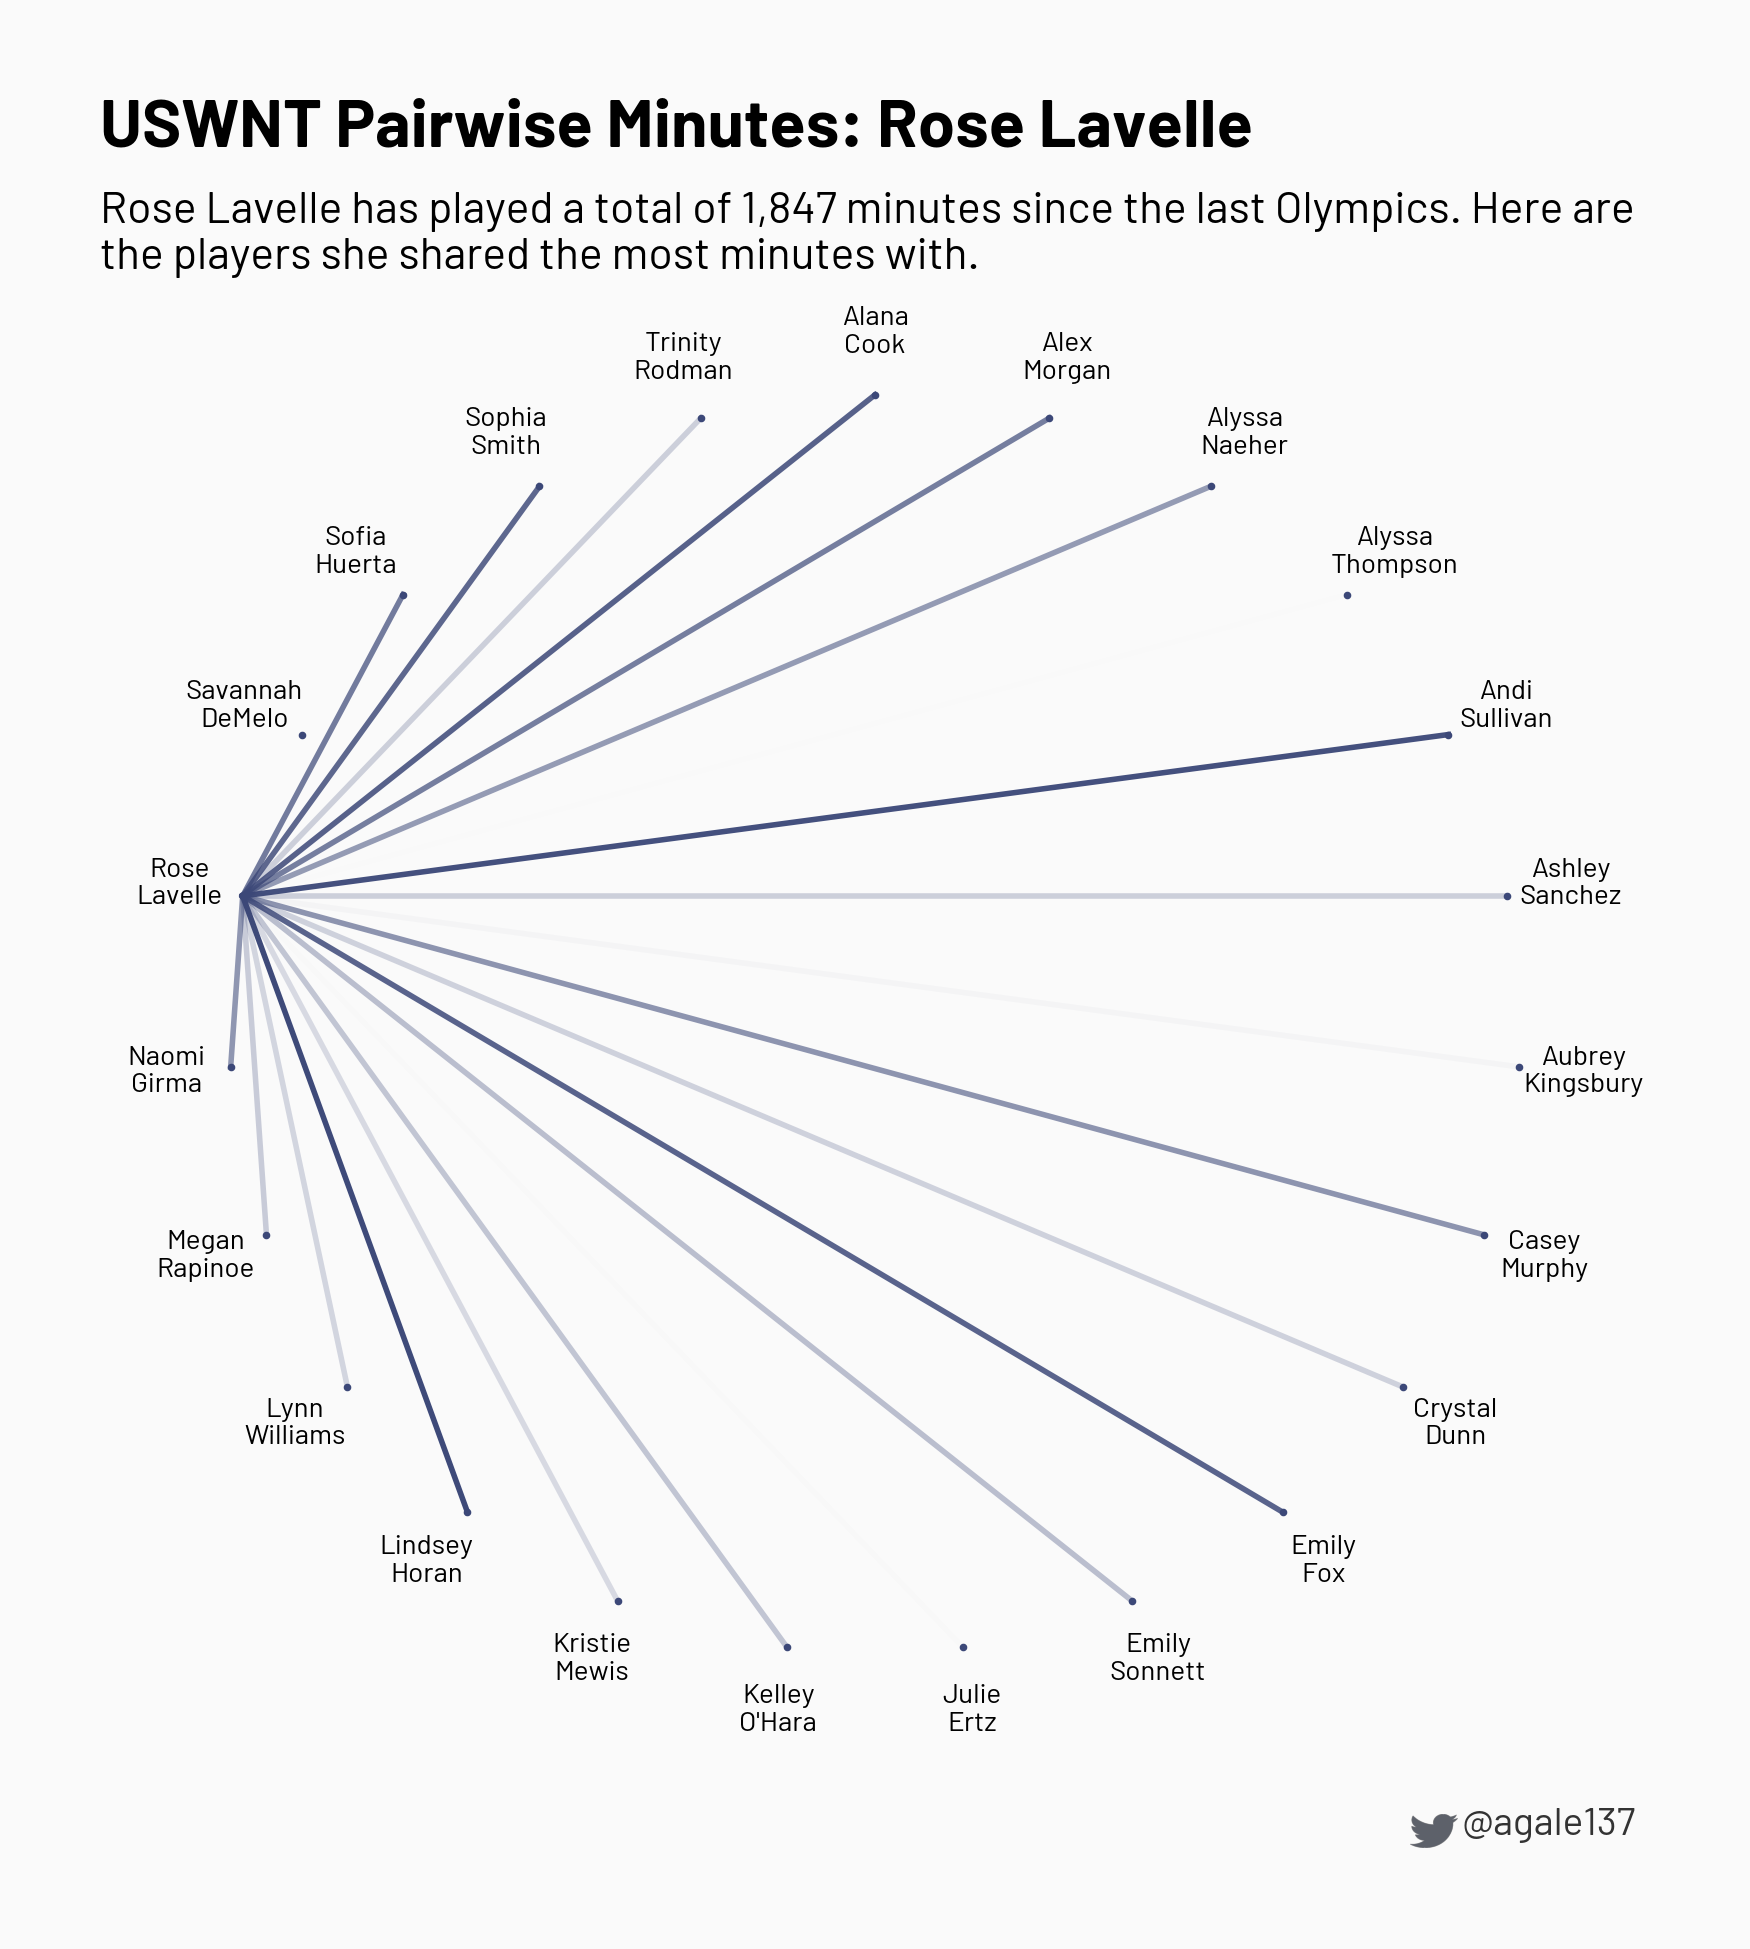 USWNT Pairwise Minutes: Rose Lavelle
Rose Lavelle has played a total of 1,847 minutes since the last Olympics. Here are
the players she shared the most minutes with.
Alana
Cook
Trinity
Rodman
Alex
Morgan
Sophia
Smith
Alyssa
Naeher
Sofia
Huerta
Alyssa
Thompson
Savannah
DeMelo
Andi
Sullivan
Rose
Lavelle
Ashley
Sanchez
Naomi
Girma
Aubrey
Kingsbury
Megan
Rapinoe
Casey
Murphy
Lynn
Williams
Crystal
Dunn
Lindsey
Horan
Emily
Fox
Kristie
Mewis
Emily
Sonnett
Kelley
O'Hara
Julie
Ertz
@agale137